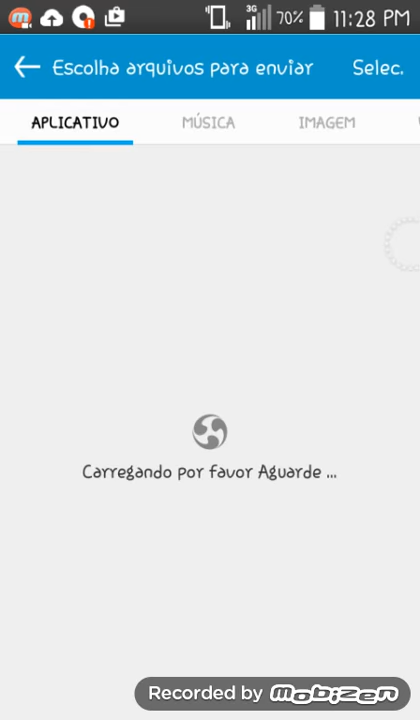 3G 70% 11:28 PM
Escolha arquivos para enviar Selec.
APLICATIVO MÚSICA IMAGEM
Carregando por favor Aguarde ...
Recorded by Mobizen